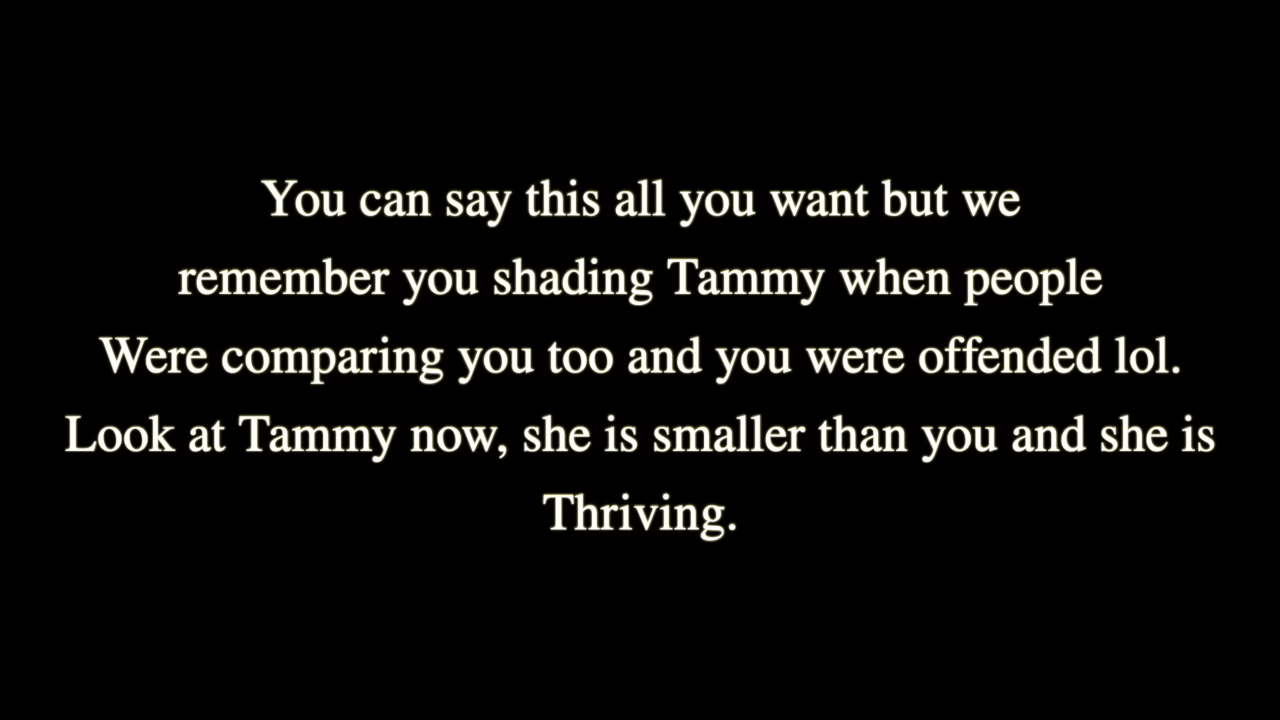 You can say this all you want but we
remember you shading Tammy when people
Were comparing you too and you were offended lol.
Look at Tammy now, she is smaller than you and she is
Thriving.